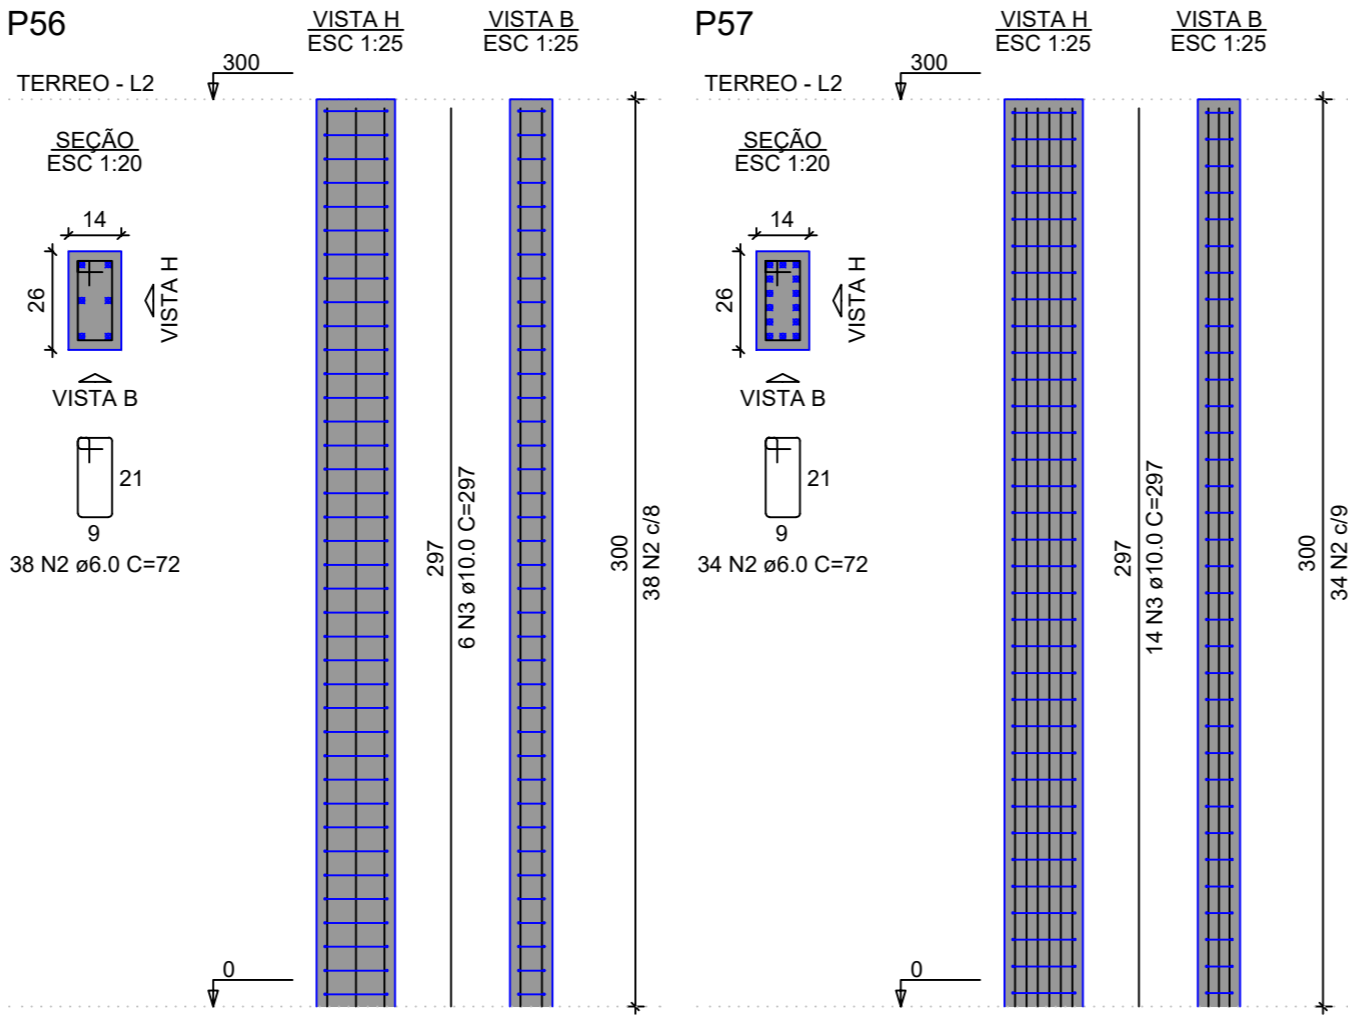 P56
VISTA H
ESC 1:25
VISTA B
ESC 1:25
TERREO - L2
300
SEÇÃO
ESC 1:20
14
26
VISTA H
VISTA B
21
9
38 N2 ø6.0 C=72
297
6 N3 ø10.0 C=297
300
38 N2 c/8
0
P57
VISTA H
ESC 1:25
VISTA B
ESC 1:25
TERREO - L2
300
SEÇÃO
ESC 1:20
14
26
VISTA H
VISTA B
21
9
34 N2 ø6.0 C=72
297
14 N3 ø10.0 C=297
300
34 N2 c/9
0